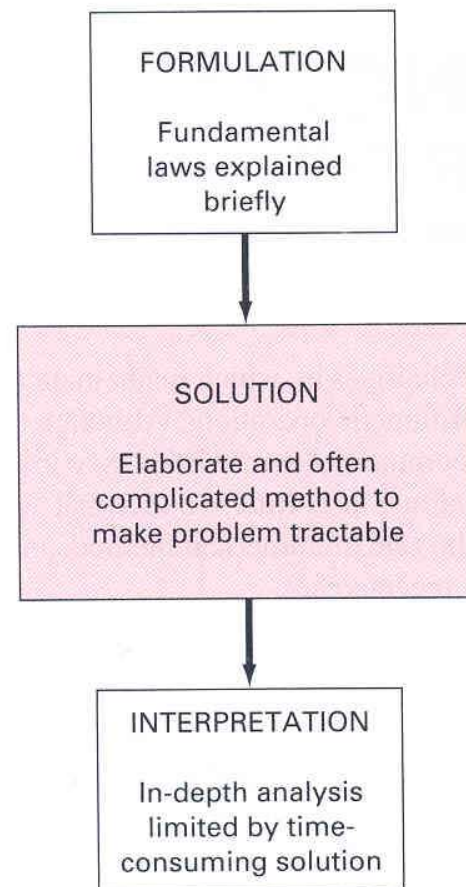 FORMULATION
Fundamental
laws explained
briefly
SOLUTION
Elaborate and often
complicated method to
make problem tractable
INTERPRETATION
In-depth analysis
limited by time-
consuming solution